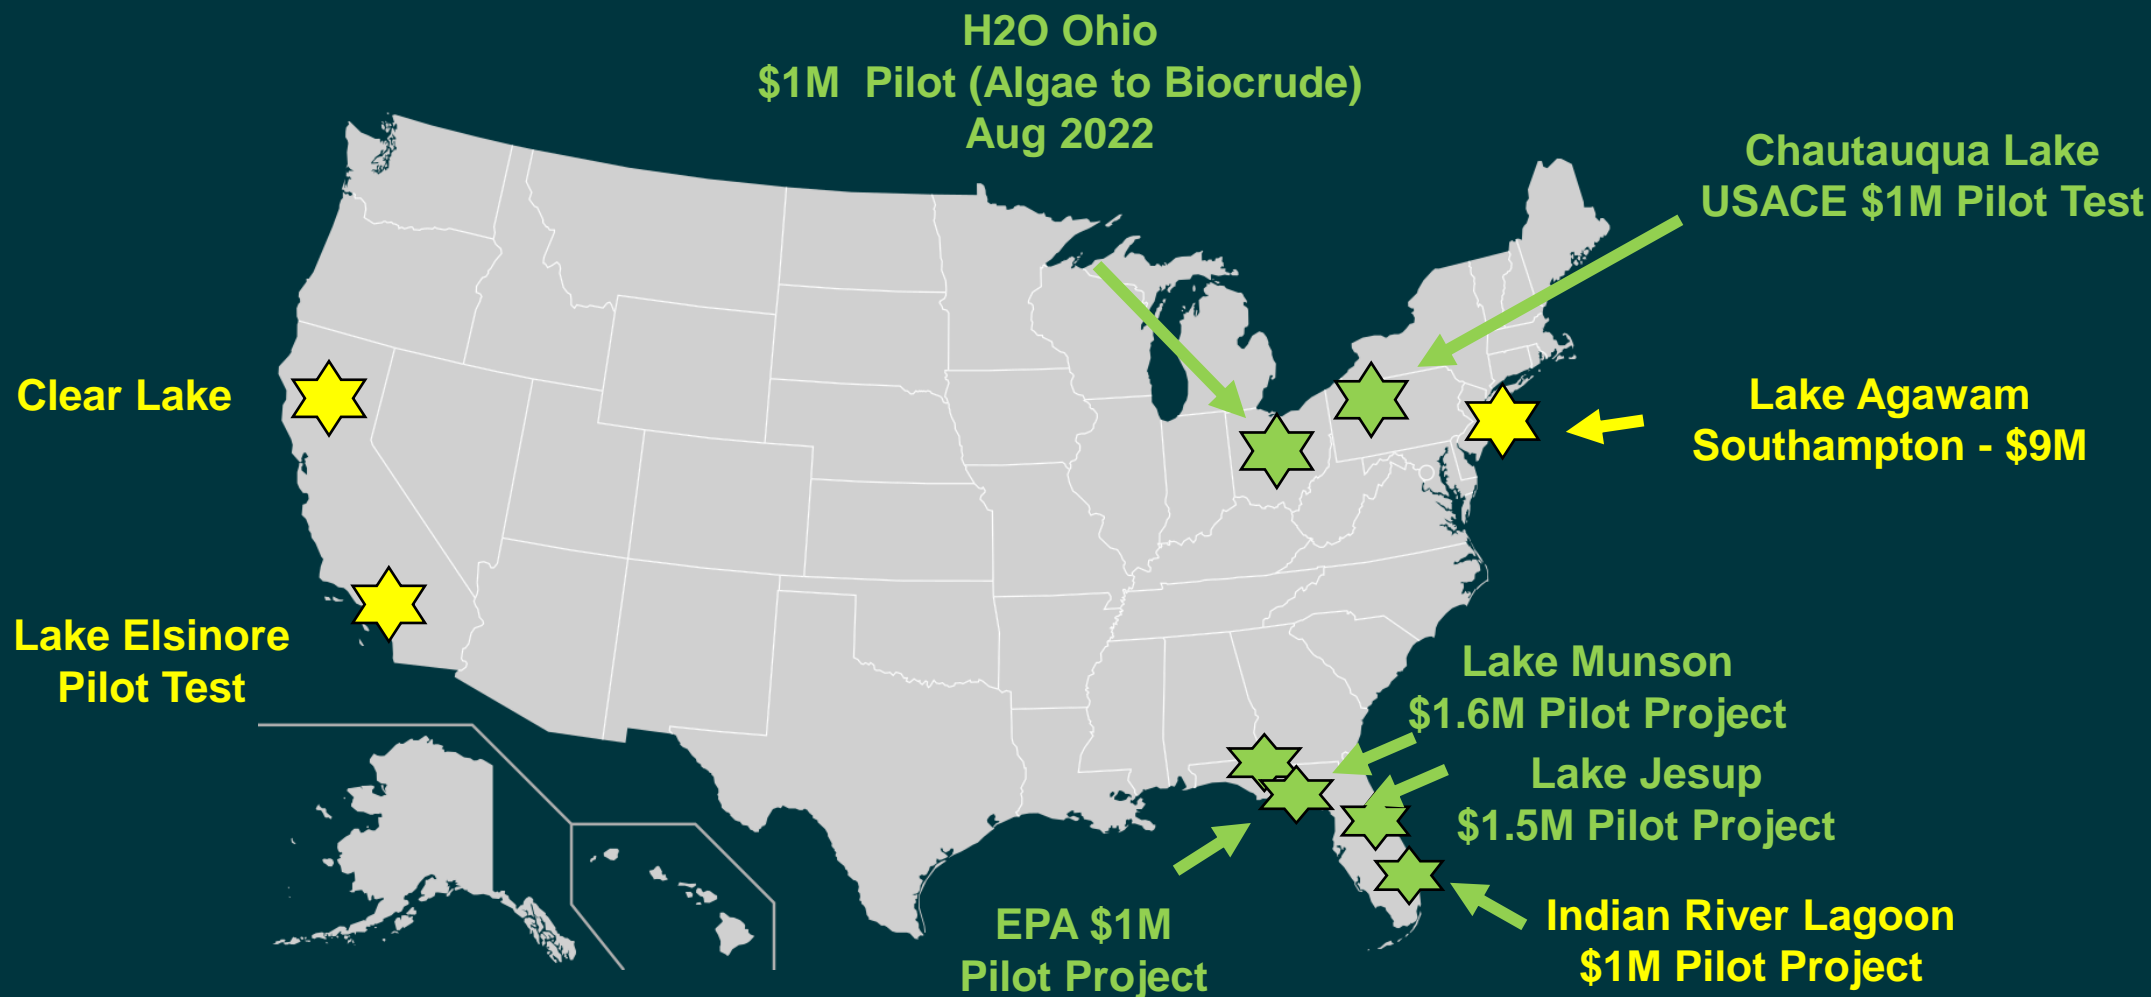 H2O Ohio
$1M  Pilot (Algae to Biocrude)
Aug 2022
Chautauqua Lake
USACE $1M Pilot Test
Clear Lake
Lake Agawam
Southampton - $9M
Lake Elsinore
Pilot Test
Lake Munson
$1.6M Pilot Project
Lake Jesup
$1.5M Pilot Project
EPA $1M
Pilot Project
Indian River Lagoon
$1M Pilot Project